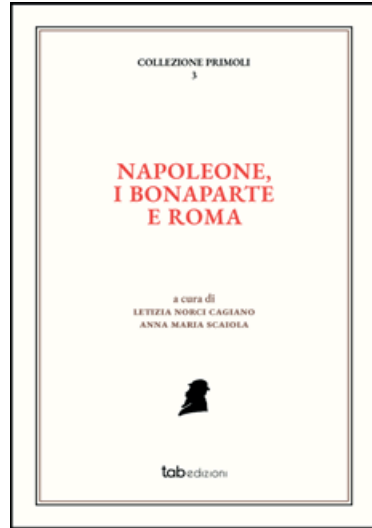 COLLEZIONE PRIMOLI
3
NAPOLEONE,
I BONAPARTE
E ROMA
a cura di
LETIZIA NORCI CAGIANO
ANNA MARIA SCAIOLA
tab edizioni